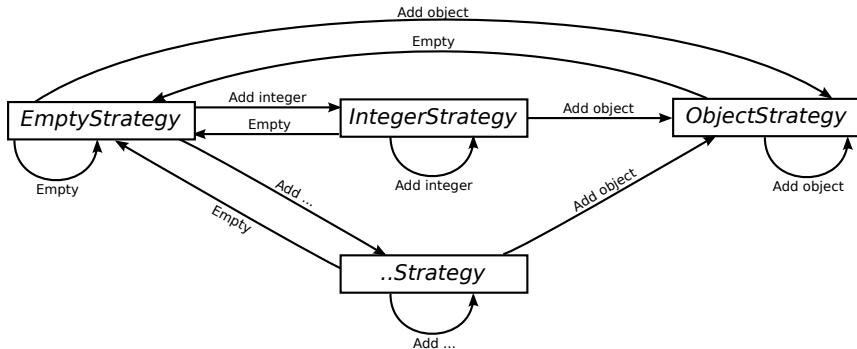 Add object
Empty
Add integer
EmptyStrategy
IntegerStrategy
Add object
ObjectStrategy
Empty
Empty
Add integer
Add object
Add object
Add ...
Empty
..Strategy
Add ...